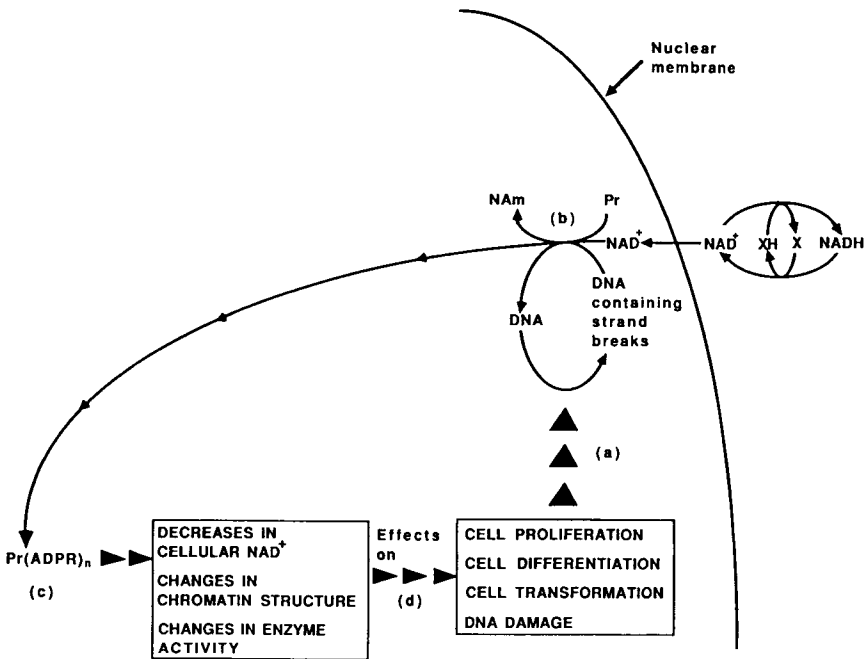 Nuclear
membrane
NAm
(b)
Pr
NAD+
NAD+
XH
X
NADH
DNA
DNA
containing
strand
breaks
(a)
Pr(ADPR)n
(c)
DECREASES IN
CELLULAR NAD+
CHANGES IN
CHROMATIN STRUCTURE
CHANGES IN ENZYME
ACTIVITY
Effects
on
(d)
CELL PROLIFERATION
CELL DIFFERENTIATION
CELL TRANSFORMATION
DNA DAMAGE